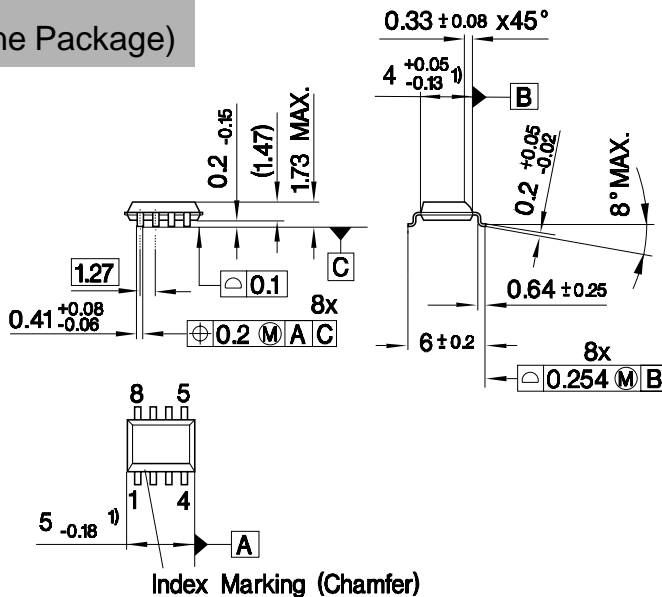 ne Package)
0.33 ±0.08 x45°
4 +0.05 -0.13 1)
B
0.2 -0.15
(1.47)
1.73 MAX.
0.2 +0.05 -0.02
8° MAX.
C
1.27
⌓ 0.1
0.64 ±0.25
0.41 +0.08 -0.06
8x
⌖ 0.2 Ⓜ A C
6 ±0.2
8x
⌓ 0.254 Ⓜ B
8 5
1 4
5 -0.18 1)
A
Index Marking (Chamfer)